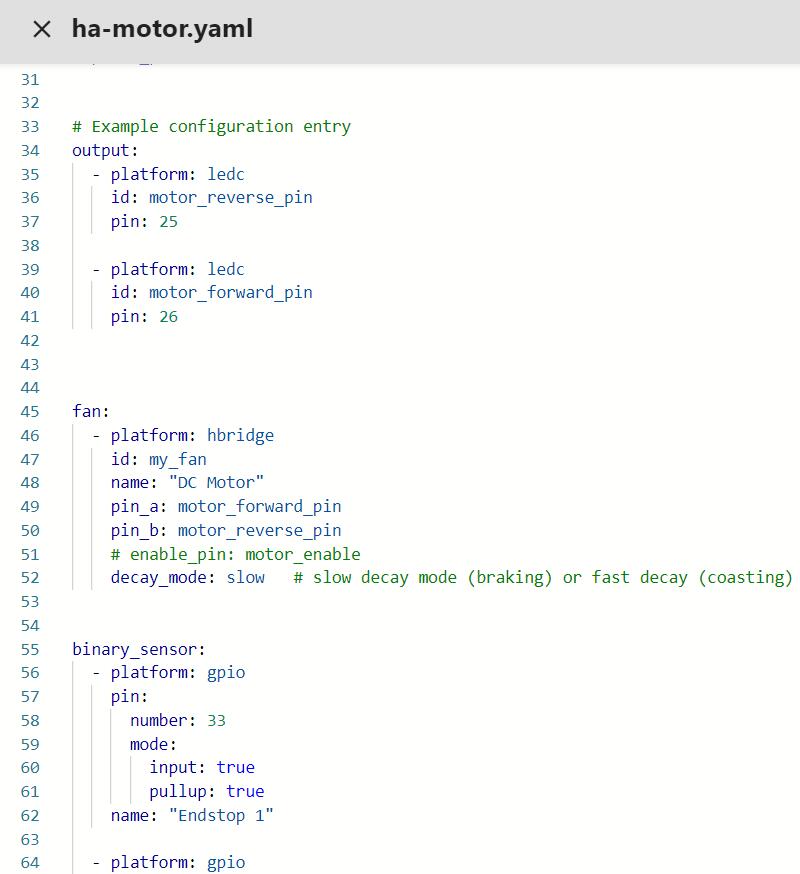 × ha-motor.yaml
31
32
33 # Example configuration entry
34 output:
35   - platform: ledc
36     id: motor_reverse_pin
37     pin: 25
38
39   - platform: ledc
40     id: motor_forward_pin
41     pin: 26
42
43
44
45 fan:
46   - platform: hbridge
47     id: my_fan
48     name: "DC Motor"
49     pin_a: motor_forward_pin
50     pin_b: motor_reverse_pin
51     # enable_pin: motor_enable
52     decay_mode: slow   # slow decay mode (braking) or fast decay (coasting)
53
54
55 binary_sensor:
56   - platform: gpio
57     pin:
58       number: 33
59       mode:
60         input: true
61         pullup: true
62     name: "Endstop 1"
63
64   - platform: gpio